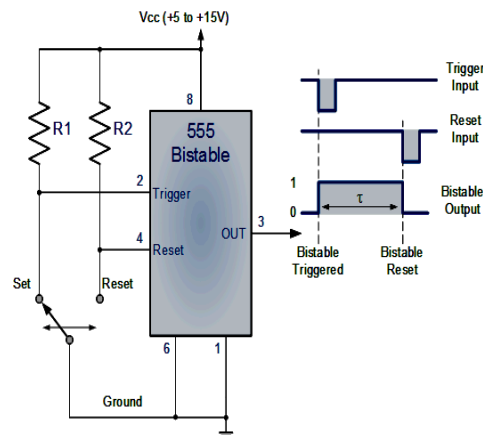 Vcc (+5 to +15V)
8
R1
R2
555
Bistable
2
Trigger
4
Reset
OUT
3
Set
Reset
6
1
Ground
Trigger
Input
Reset
Input
1
0
τ
Bistable
Output
Bistable
Triggered
Bistable
Reset